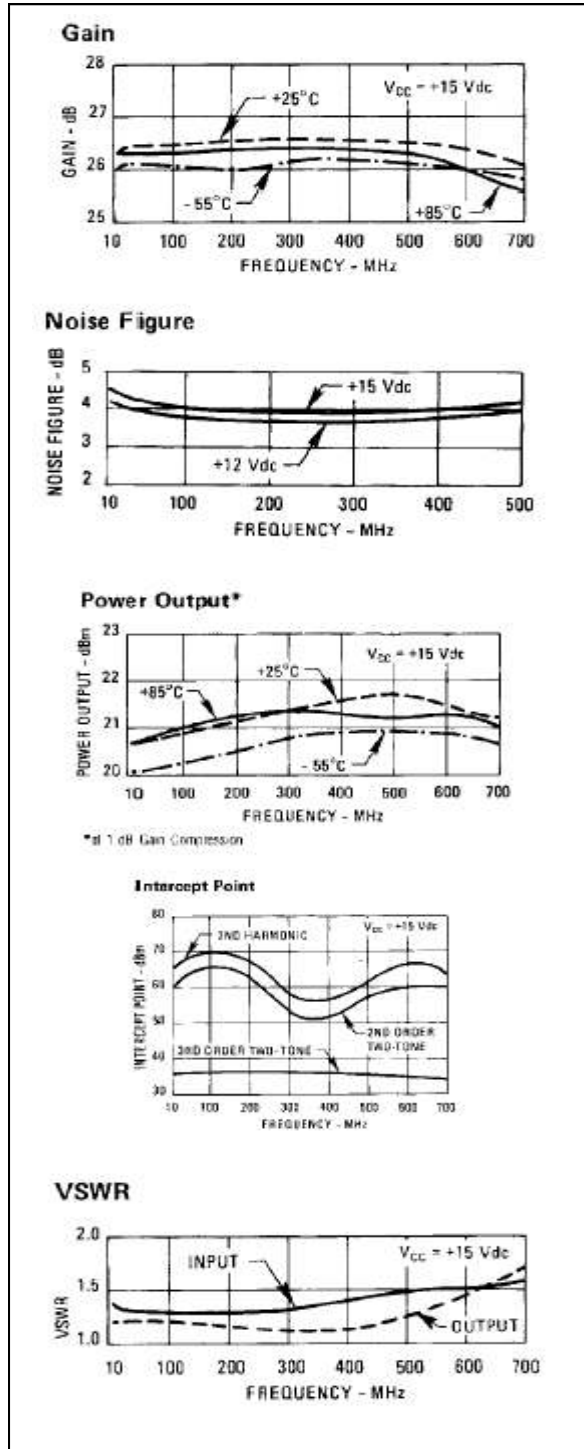 Gain
28
27
26
25
GAIN - dB
+25°C
V_CC = +15 Vdc
-55°C
+85°C
10 100 200 300 400 500 600 700
FREQUENCY - MHz
Noise Figure
5
4
3
2
NOISE FIGURE - dB
+15 Vdc
+12 Vdc
10 100 200 300 400 500
FREQUENCY - MHz
Power Output*
23
22
21
20
POWER OUTPUT - dBm
+85°C
+25°C
V_CC = +15 Vdc
-55°C
10 100 200 300 400 500 600 700
FREQUENCY - MHz
*at 1 dB Gain Compression
Intercept Point
80
70
60
50
40
30
INTERCEPT POINT - dBm
2ND HARMONIC
V_CC = +15 Vdc
2ND ORDER
TWO-TONE
3RD ORDER TWO-TONE
10 100 200 300 400 500 600 700
FREQUENCY - MHz
VSWR
2.0
1.5
1.0
VSWR
INPUT
V_CC = +15 Vdc
OUTPUT
10 100 200 300 400 500 600 700
FREQUENCY - MHz